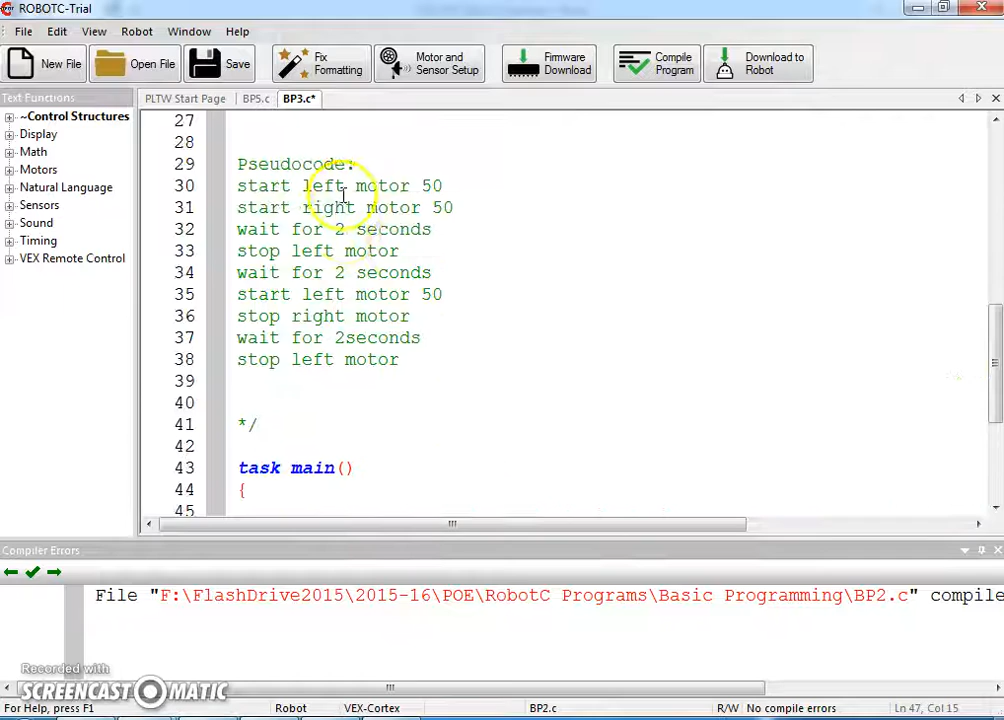 ROBOTC-Trial
File Edit View Robot Window Help
New File Open File Save Fix Formatting Motor and Sensor Setup Firmware Download Compile Program Download to Robot
Text Functions
PLTW Start Page BP5.c BP3.c*
~Control Structures
Display
Math
Motors
Natural Language
Sensors
Sound
Timing
VEX Remote Control
27
28
29 Pseudocode:
30 start left motor 50
31 start right motor 50
32 wait for 2 seconds
33 stop left motor
34 wait for 2 seconds
35 start left motor 50
36 stop right motor
37 wait for 2seconds
38 stop left motor
39
40
41 */
42
43 task main()
44 {
45
Compiler Errors
File "F:\FlashDrive2015\2015-16\POE\RobotC Programs\Basic Programming\BP2.c" compile
Recorded with
SCREENCAST MATIC
For Help, press F1 Robot VEX-Cortex BP2.c R/W No compile errors Ln 47, Col 15